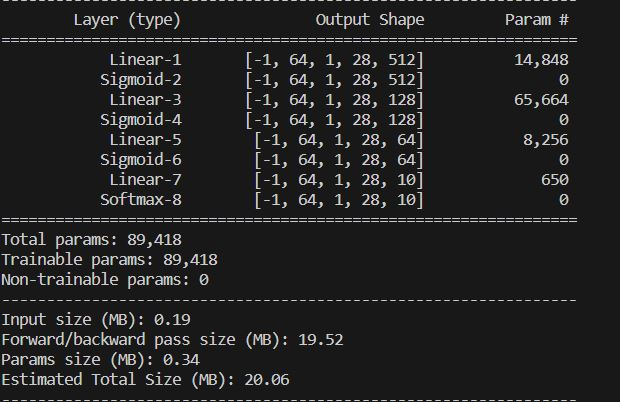 ----------------------------------------------------------------
        Layer (type)               Output Shape         Param #
================================================================
            Linear-1       [-1, 64, 1, 28, 512]          14,848
           Sigmoid-2       [-1, 64, 1, 28, 512]               0
            Linear-3       [-1, 64, 1, 28, 128]          65,664
           Sigmoid-4       [-1, 64, 1, 28, 128]               0
            Linear-5        [-1, 64, 1, 28, 64]           8,256
           Sigmoid-6        [-1, 64, 1, 28, 64]               0
            Linear-7        [-1, 64, 1, 28, 10]             650
           Softmax-8        [-1, 64, 1, 28, 10]               0
================================================================
Total params: 89,418
Trainable params: 89,418
Non-trainable params: 0
----------------------------------------------------------------
Input size (MB): 0.19
Forward/backward pass size (MB): 19.52
Params size (MB): 0.34
Estimated Total Size (MB): 20.06
----------------------------------------------------------------